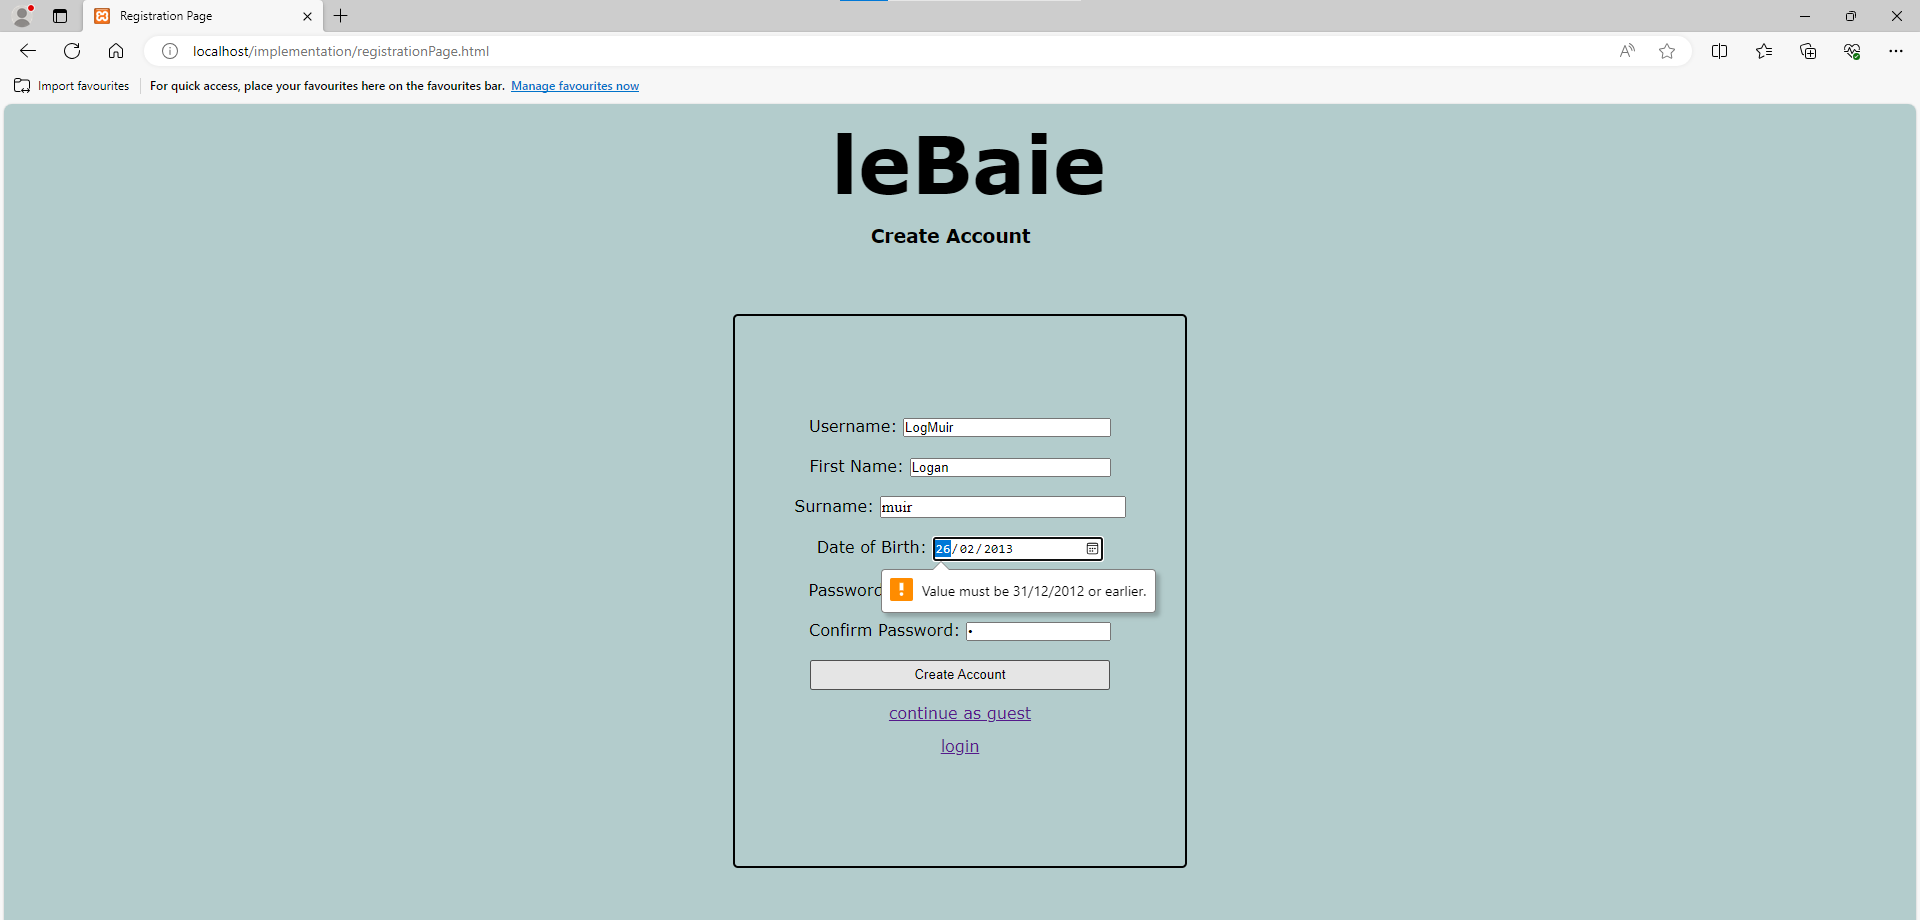 Registration Page
localhost/implementation/registrationPage.html
Import favourites For quick access, place your favourites here on the favourites bar. Manage favourites now
leBaie
Create Account
Username: LogMuir
First Name: Logan
Surname: muir
Date of Birth: 26/02/2013
Password
Value must be 31/12/2012 or earlier.
Confirm Password: •
Create Account
continue as guest
login